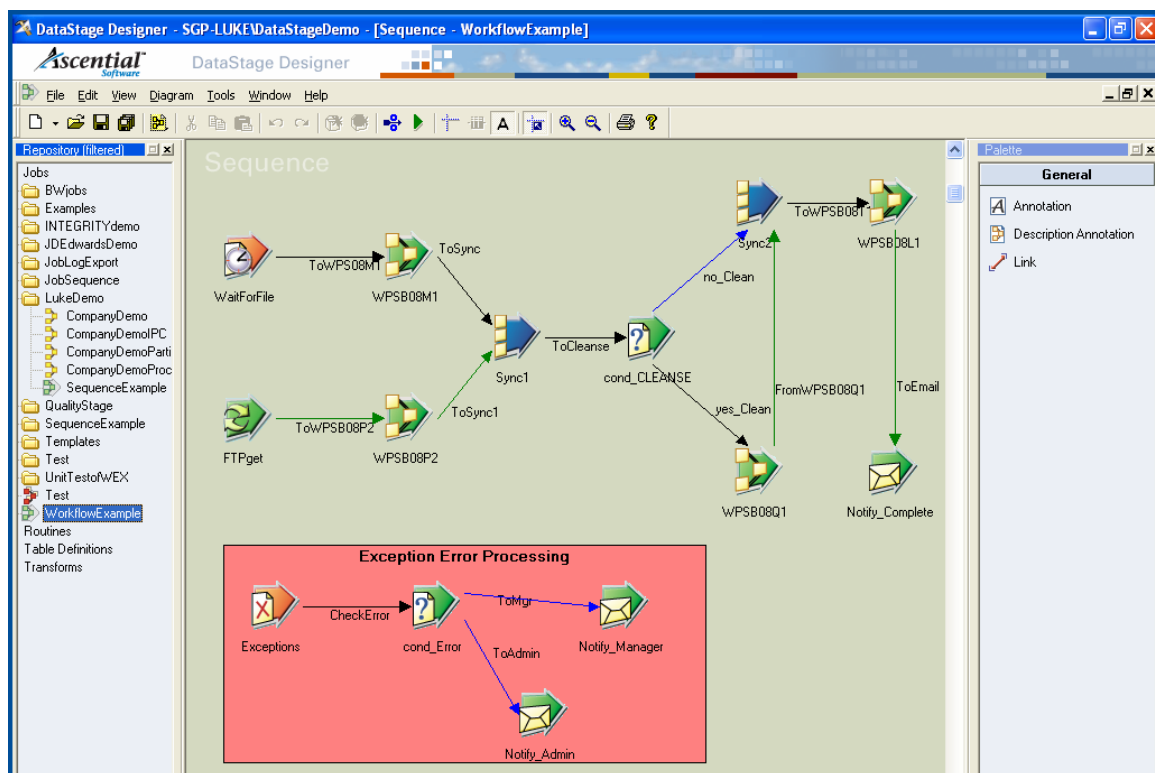 DataStage Designer - SGP-LUKE\DataStageDemo - [Sequence - WorkflowExample]
Ascential™
Software
DataStage Designer
File Edit View Diagram Tools Window Help
A
Repository (filtered)
Jobs
BWjobs
Examples
INTEGRITYdemo
JDEdwardsDemo
JobLogExport
JobSequence
LukeDemo
CompanyDemo
CompanyDemoIPC
CompanyDemoParti
CompanyDemoProc
SequenceExample
QualityStage
SequenceExample
Templates
Test
UnitTestofWEX
Test
WorkflowExample
Routines
Table Definitions
Transforms
Sequence
WaitForFile
ToWPS08M1
WPSB08M1
ToSync
FTPget
ToWPSB08P2
WPSB08P2
ToSync1
Sync1
ToCleanse
cond_CLEANSE
no_Clean
yes_Clean
Sync2
ToWPSB08
WPSB08L1
FromWPSB08Q1
WPSB08Q1
ToEmail
Notify_Complete
Exception Error Processing
Exceptions
CheckError
cond_Error
ToMgr
Notify_Manager
ToAdmin
Notify_Admin
Palette
General
Annotation
Description Annotation
Link